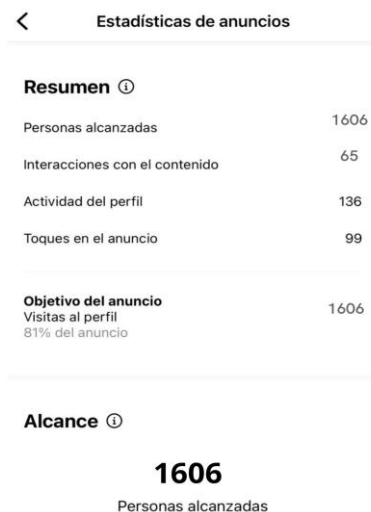 Estadísticas de anuncios
Resumen
Personas alcanzadas 1606
Interacciones con el contenido 65
Actividad del perfil 136
Toques en el anuncio 99
Objetivo del anuncio
Visitas al perfil 1606
81% del anuncio
Alcance
1606
Personas alcanzadas